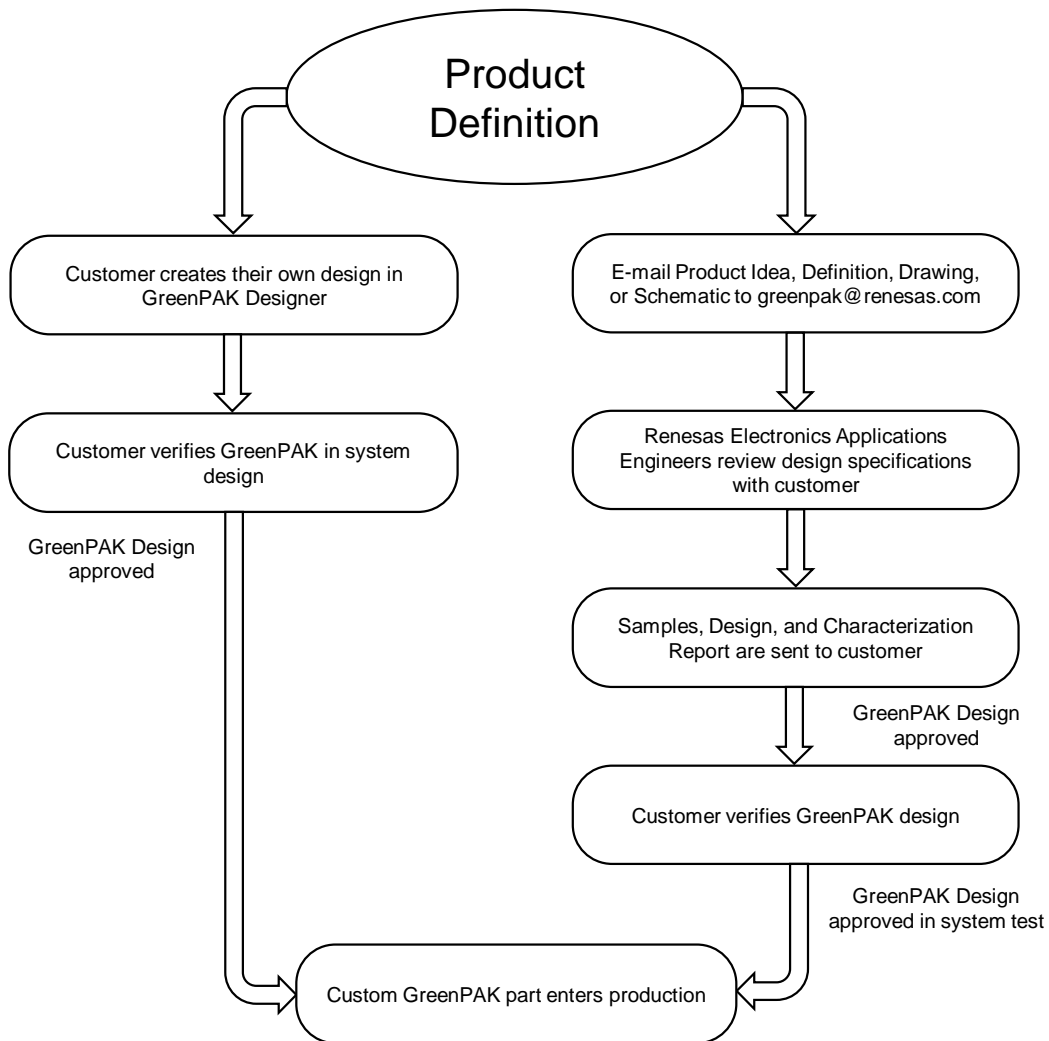 Product
Definition
Customer creates their own design in
GreenPAK Designer
Customer verifies GreenPAK in system
design
GreenPAK Design
approved
E-mail Product Idea, Definition, Drawing,
or Schematic to greenpak@renesas.com
Renesas Electronics Applications
Engineers review design specifications
with customer
Samples, Design, and Characterization
Report are sent to customer
GreenPAK Design
approved
Customer verifies GreenPAK design
GreenPAK Design
approved in system test
Custom GreenPAK part enters production